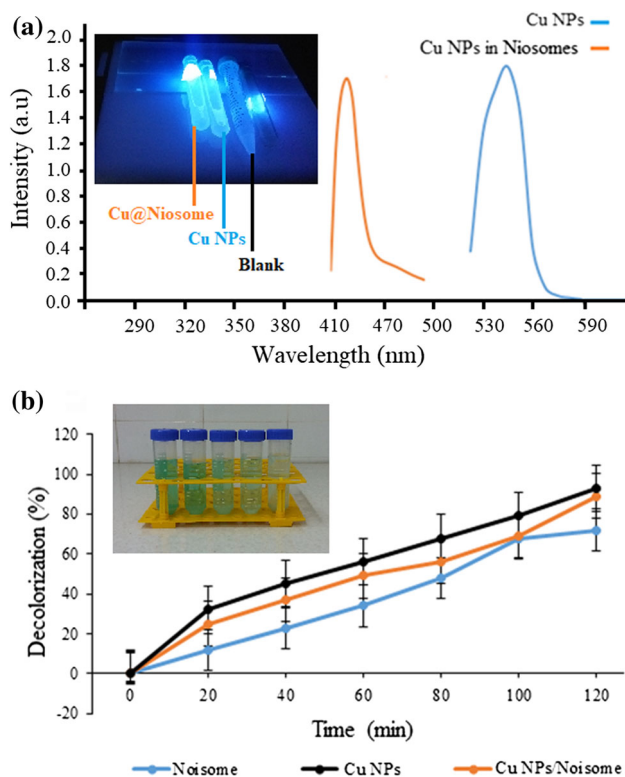 (a)
Cu NPs
Cu NPs in Niosomes
Intensity (a.u)
2.0
1.8
1.6
1.4
1.2
1.0
0.8
0.6
0.4
0.2
0.0
Cu@Niosome
Cu NPs
Blank
290 320 350 380 410 470 500 530 560 590
Wavelength (nm)
(b)
Decolorization (%)
120
100
80
60
40
20
0
-20
0 20 40 60 80 100 120
Time (min)
Noisome Cu NPs Cu NPs/Noisome